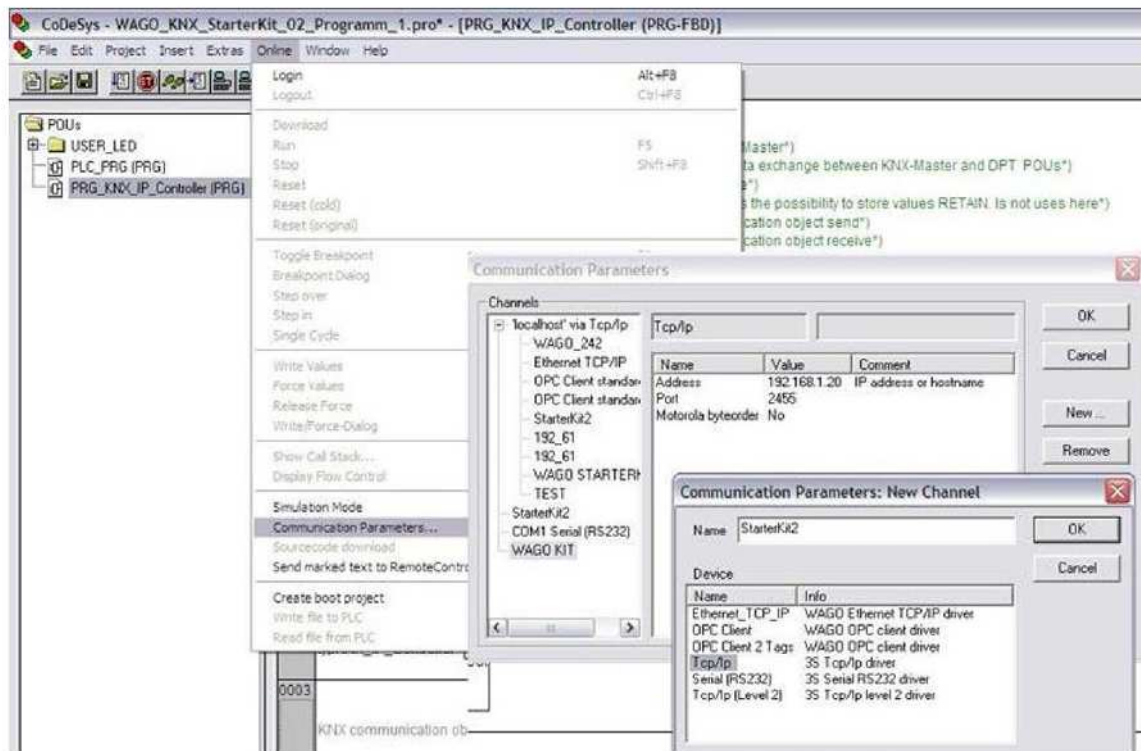 CoDeSys - WAGO_KNX_StarterKit_02_Programm_1.pro* - [PRG_KNX_IP_Controller (PRG-FBD)]
File Edit Project Insert Extras Online Window Help
POUs
USER_LED
PLC_PRG (PRG)
PRG_KNX_IP_Controller (PRG)
Login Alt+F8
Logout Ctrl+F8
Download
Run F5
Stop Shift+F8
Reset
Reset (cold)
Reset (original)
Toggle Breakpoint
Breakpoint Dialog
Step over
Step in
Single Cycle
Write Values
Force Values
Release Force
Write/Force-Dialog
Show Call Stack...
Display Flow Control
Simulation Mode
Communication Parameters...
Sourcecode download
Send marked text to RemoteContro
Create boot project
Write file to PLC
Read file from PLC
Master*)
ta exchange between KNX-Master and DPT POUs*)
e*)
s the possibility to store values RETAIN. Is not uses here*)
cation object send*)
cation object receive*)
0003
KNX communication ob
Communication Parameters
Channels
'localhost' via Tcp/Ip
WAGO_242
Ethernet TCP/IP
OPC Client standar
OPC Client standar
StarterKit2
192_61
192_61
WAGO STARTERK
TEST
StarterKit2
COM1 Serial (RS232)
WAGO KIT
Tcp/Ip
Name Value Comment
Address 192.168.1.20 IP address or hostname
Port 2455
Motorola byteorder No
OK
Cancel
New ...
Remove
Communication Parameters: New Channel
Name StarterKit2
OK
Cancel
Device
Name Info
Ethernet_TCP_IP WAGO Ethernet TCP/IP driver
OPC Client WAGO OPC client driver
OPC Client 2 Tags WAGO OPC client driver
Tcp/Ip 3S Tcp/Ip driver
Serial (RS232) 3S Serial RS232 driver
Tcp/Ip (Level 2) 3S Tcp/Ip level 2 driver